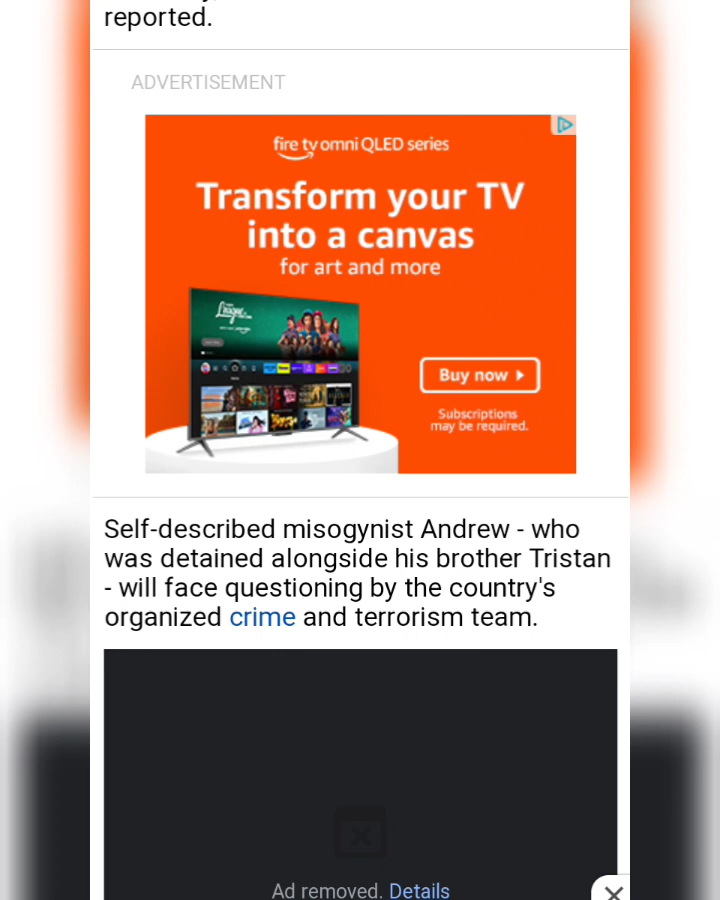 reported.
ADVERTISEMENT
fire tv omni QLED series
Transform your TV
into a canvas
for art and more
Buy now
Subscriptions
may be required.
Self-described misogynist Andrew - who
was detained alongside his brother Tristan
- will face questioning by the country's
organized crime and terrorism team.
Ad removed. Details